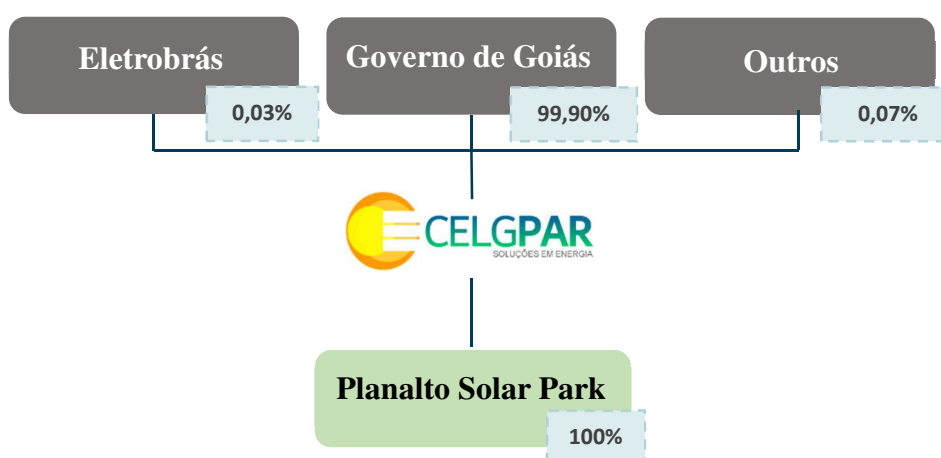 Eletrobrás
0,03%
Governo de Goiás
99,90%
Outros
0,07%
CELGPAR
SOLUÇÕES EM ENERGIA
Planalto Solar Park
100%